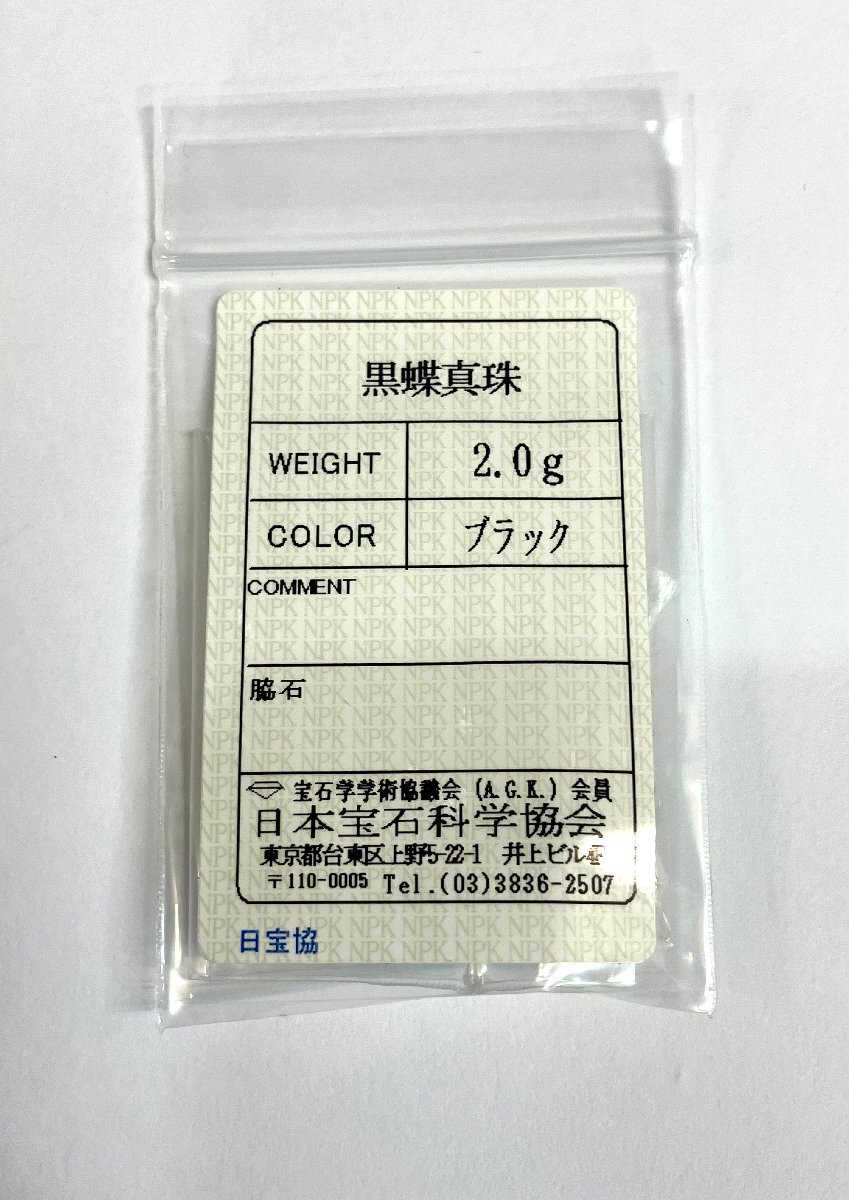 黒蝶真珠
WEIGHT 2.0g
COLOR ブラック
COMMENT
脇石
宝石学学術協議会 (A.G.K.) 会員
日本宝石科学協会
東京都台東区上野5-22-1 井上ビル
〒110-0005 Tel.(03)3836-2507
日宝協